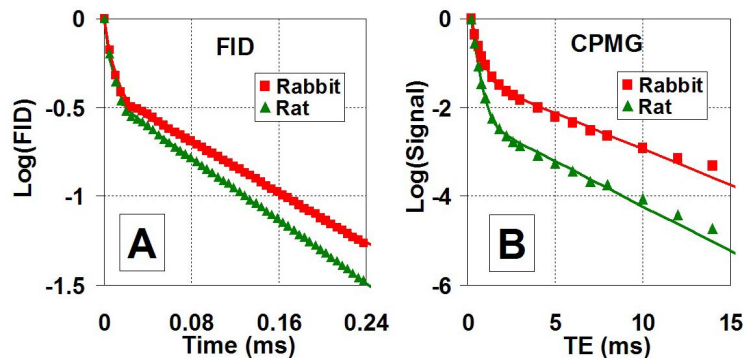 FID
Rabbit
Rat
Log(FID)
0
-0.5
-1
-1.5
A
0 0.08 0.16 0.24
Time (ms)
CPMG
Rabbit
Rat
Log(Signal)
0
-2
-4
-6
B
0 5 10 15
TE (ms)